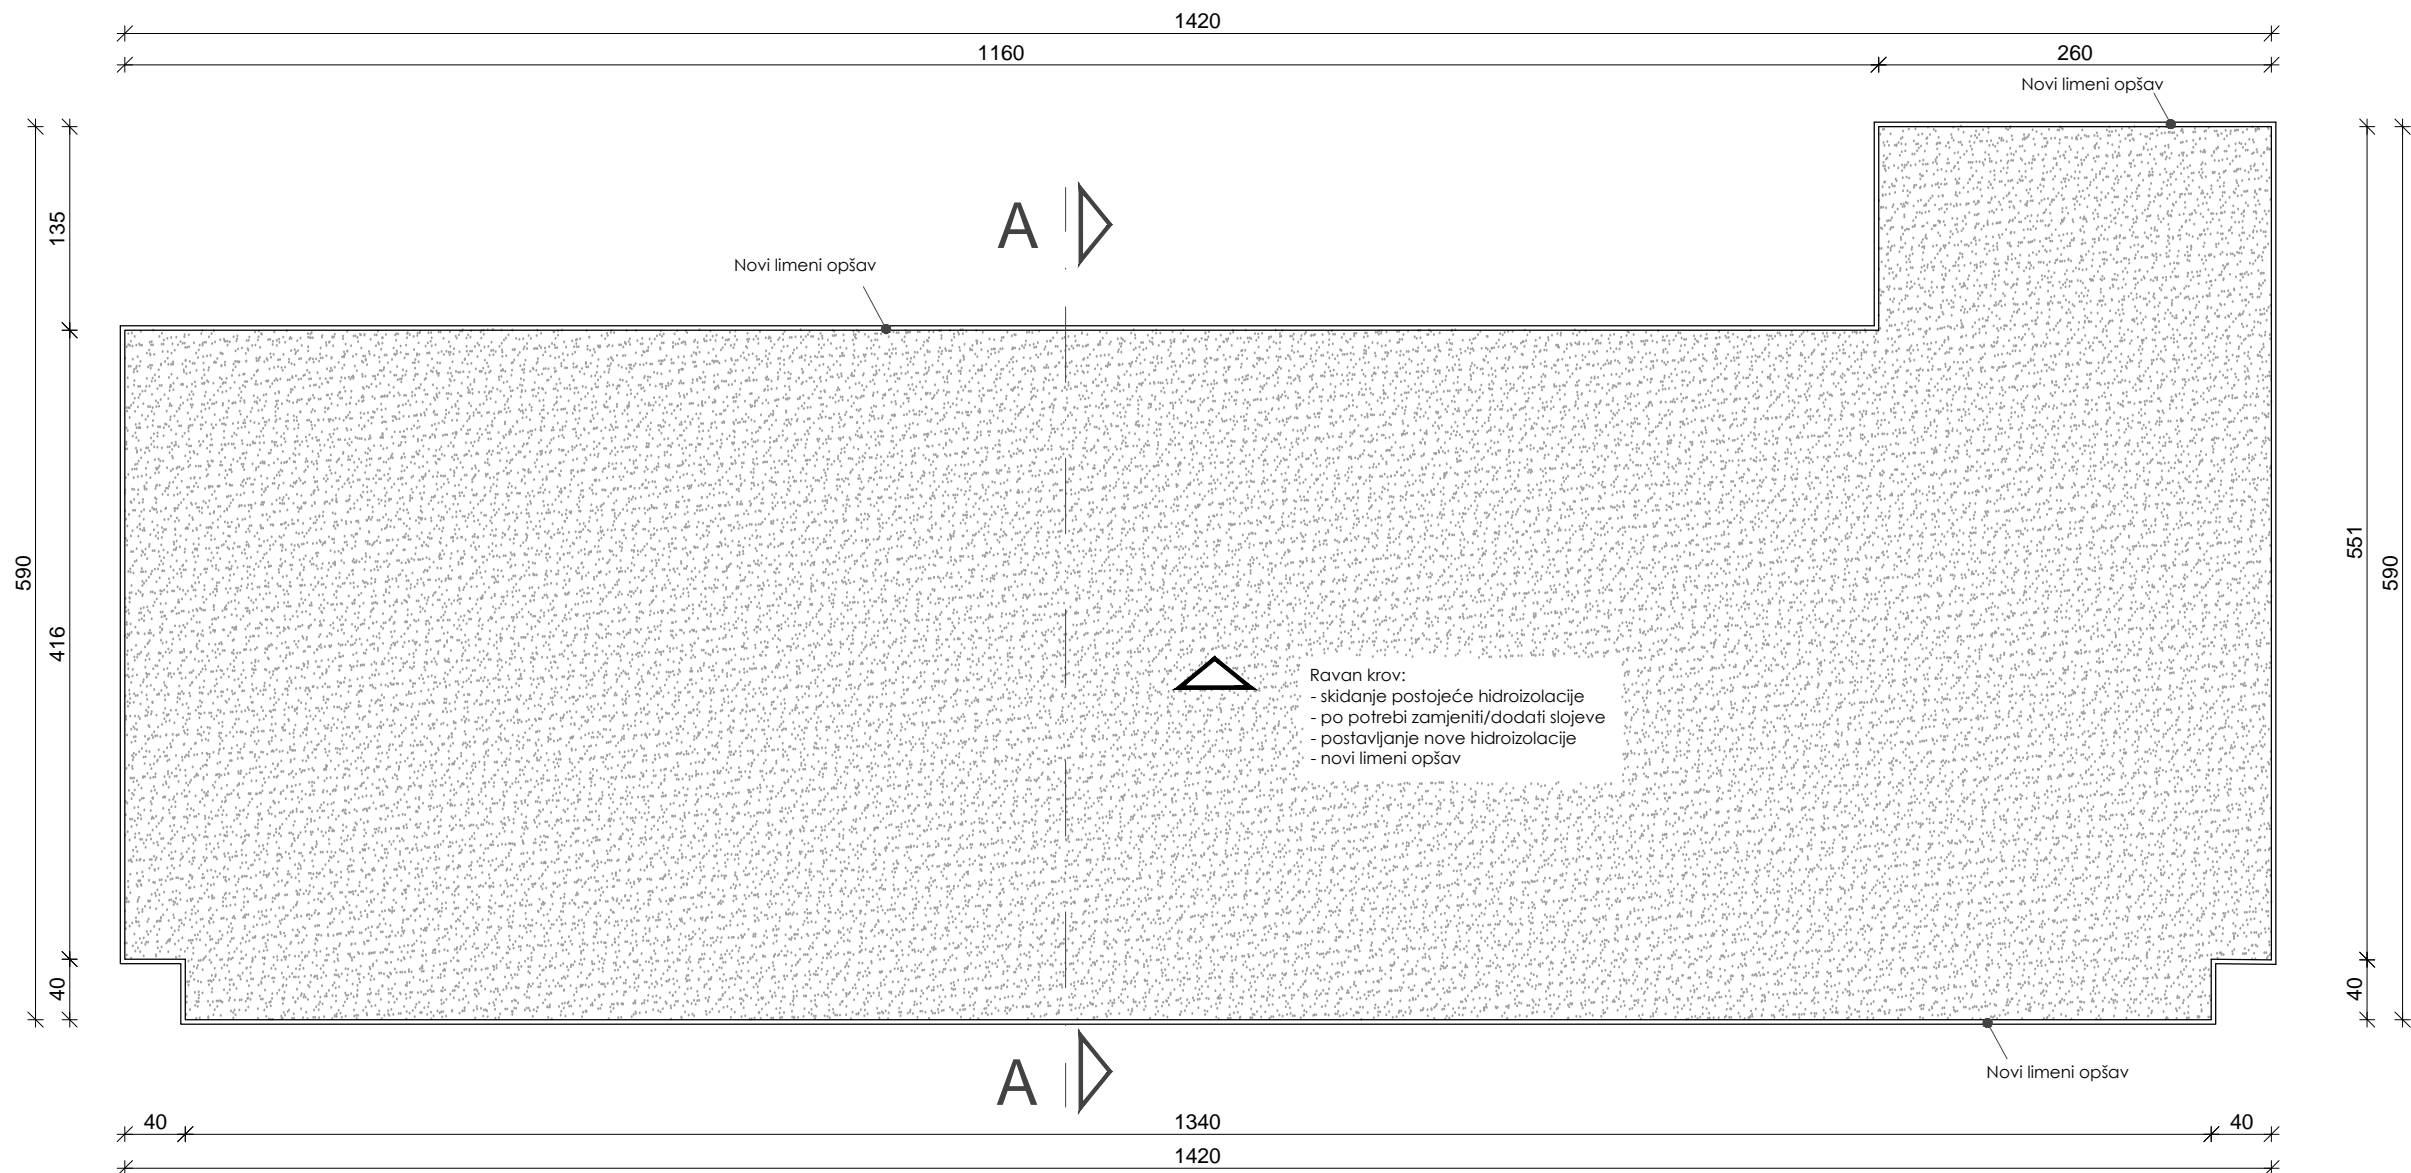 1420
1160
260
Novi limeni opšav
A
135
Novi limeni opšav
590
416
551
590
Ravan krov:
- skidanje postojeće hidroizolacije
- po potrebi zamjeniti/dodati slojeve
- postavljanje nove hidroizolacije
- novi limeni opšav
40
40
A
Novi limeni opšav
40
1340
40
1420